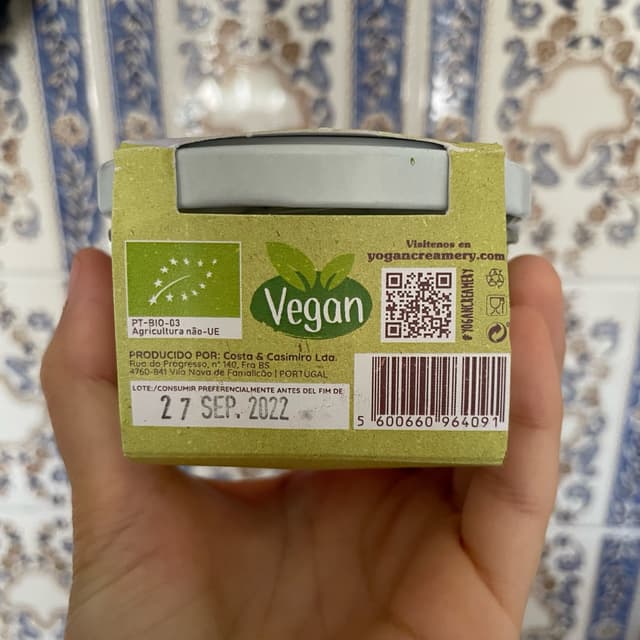 Visítenos en
yogancreamery.com
Vegan
#YOGANCREAMERY
PT-BIO-03
Agricultura não-UE
PRODUCIDO POR: Costa & Casimiro Lda.
Rua do Progresso, nº 140, Fra BS
4760-841 Vila Nova de Famalicão | PORTUGAL
LOTE:/CONSUMIR PREFERENCIALMENTE ANTES DEL FIN DE
27 SEP. 2022
5 600660 964091